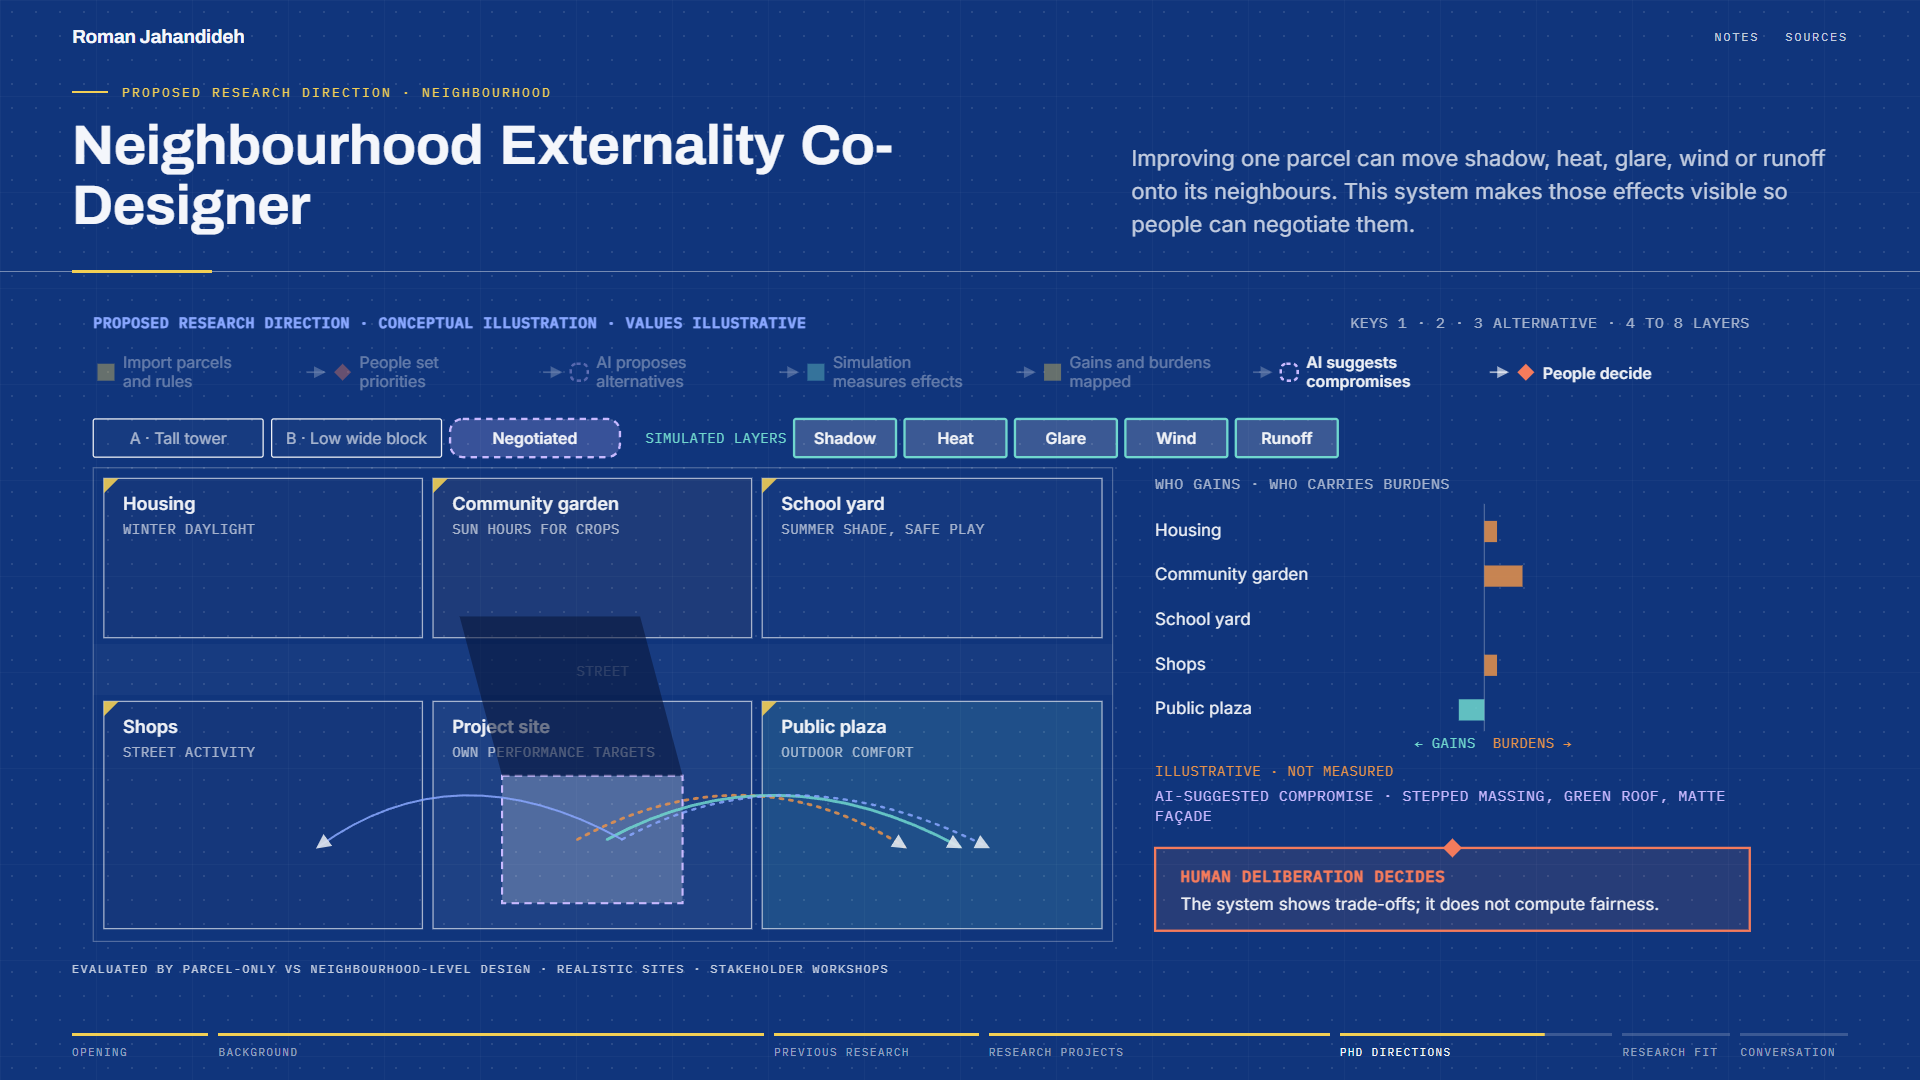 Roman Jahandideh
NOTES SOURCES
PROPOSED RESEARCH DIRECTION · NEIGHBOURHOOD
Neighbourhood Externality Co-
Designer
Improving one parcel can move shadow, heat, glare, wind or runoff
onto its neighbours. This system makes those effects visible so
people can negotiate them.
PROPOSED RESEARCH DIRECTION · CONCEPTUAL ILLUSTRATION · VALUES ILLUSTRATIVE
KEYS 1 · 2 · 3 ALTERNATIVE · 4 TO 8 LAYERS
Import parcels
and rules
People set
priorities
AI proposes
alternatives
Simulation
measures effects
Gains and burdens
mapped
AI suggests
compromises
People decide
A · Tall tower
B · Low wide block
Negotiated
SIMULATED LAYERS
Shadow
Heat
Glare
Wind
Runoff
Housing
WINTER DAYLIGHT
Community garden
SUN HOURS FOR CROPS
School yard
SUMMER SHADE, SAFE PLAY
STREET
Shops
STREET ACTIVITY
Project site
OWN PERFORMANCE TARGETS
Public plaza
OUTDOOR COMFORT
WHO GAINS · WHO CARRIES BURDENS
Housing
Community garden
School yard
Shops
Public plaza
← GAINS BURDENS →
ILLUSTRATIVE · NOT MEASURED
AI-SUGGESTED COMPROMISE · STEPPED MASSING, GREEN ROOF, MATTE
FAÇADE
HUMAN DELIBERATION DECIDES
The system shows trade-offs; it does not compute fairness.
EVALUATED BY PARCEL-ONLY VS NEIGHBOURHOOD-LEVEL DESIGN · REALISTIC SITES · STAKEHOLDER WORKSHOPS
OPENING
BACKGROUND
PREVIOUS RESEARCH
RESEARCH PROJECTS
PHD DIRECTIONS
RESEARCH FIT
CONVERSATION